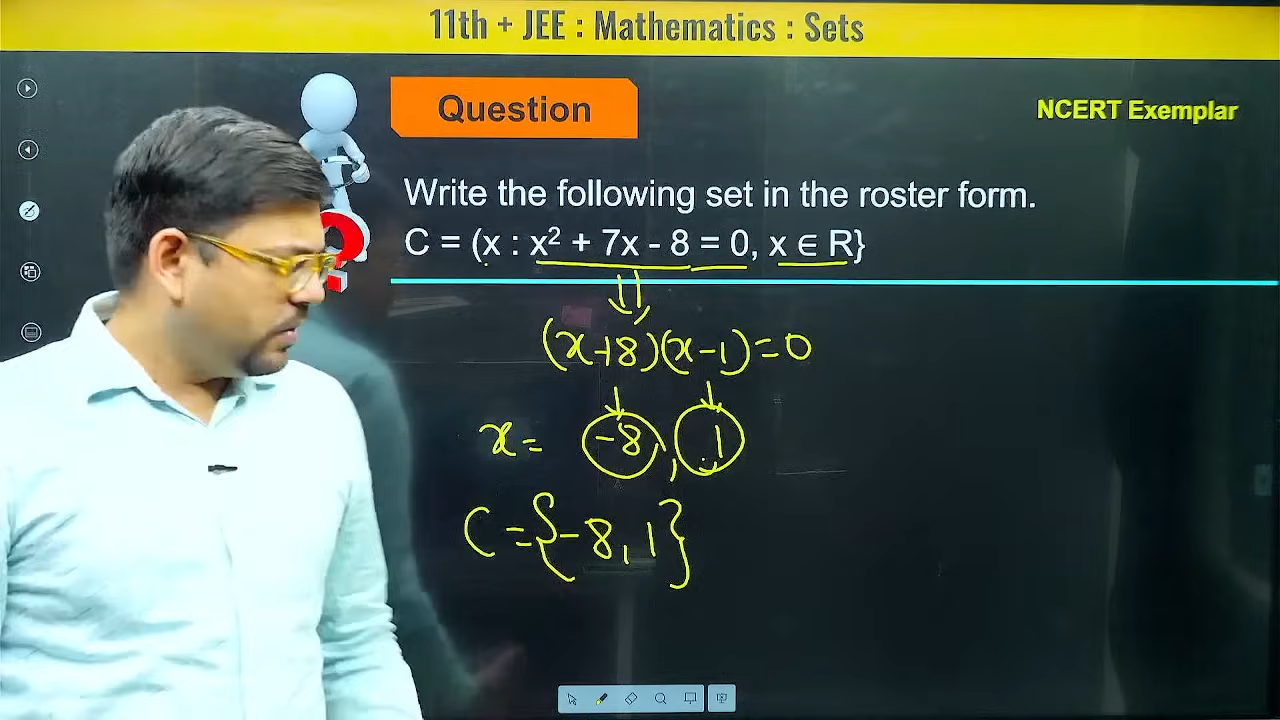 11th + JEE : Mathematics : Sets
Question
NCERT Exemplar
Write the following set in the roster form.
C = (x : x² + 7x - 8 = 0, x ∈ R}
(x+8)(x-1)=0
x= -8, 1
C={-8,1}